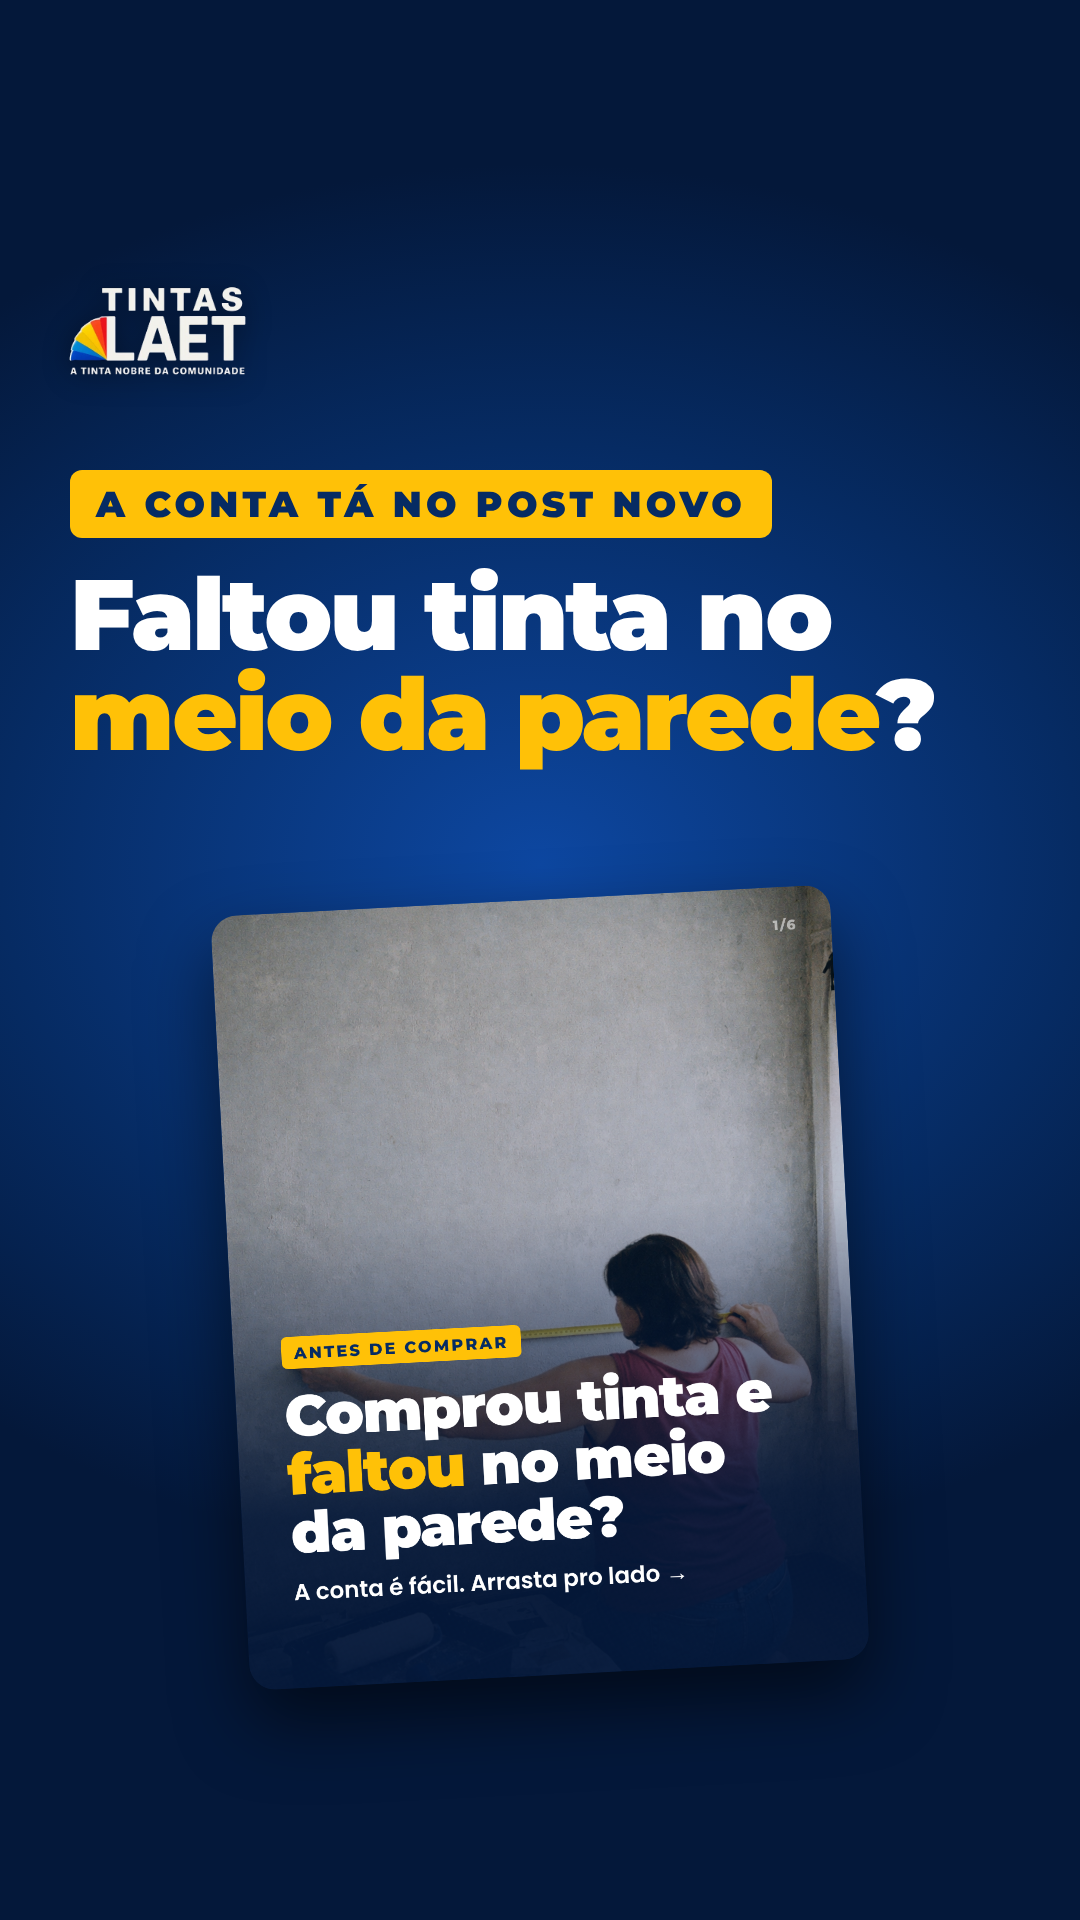 TINTAS
LAET
A TINTA NOBRE DA COMUNIDADE
A CONTA TÁ NO POST NOVO
Faltou tinta no
meio da parede?
1/6
ANTES DE COMPRAR
Comprou tinta e
faltou no meio
da parede?
A conta é fácil. Arrasta pro lado →